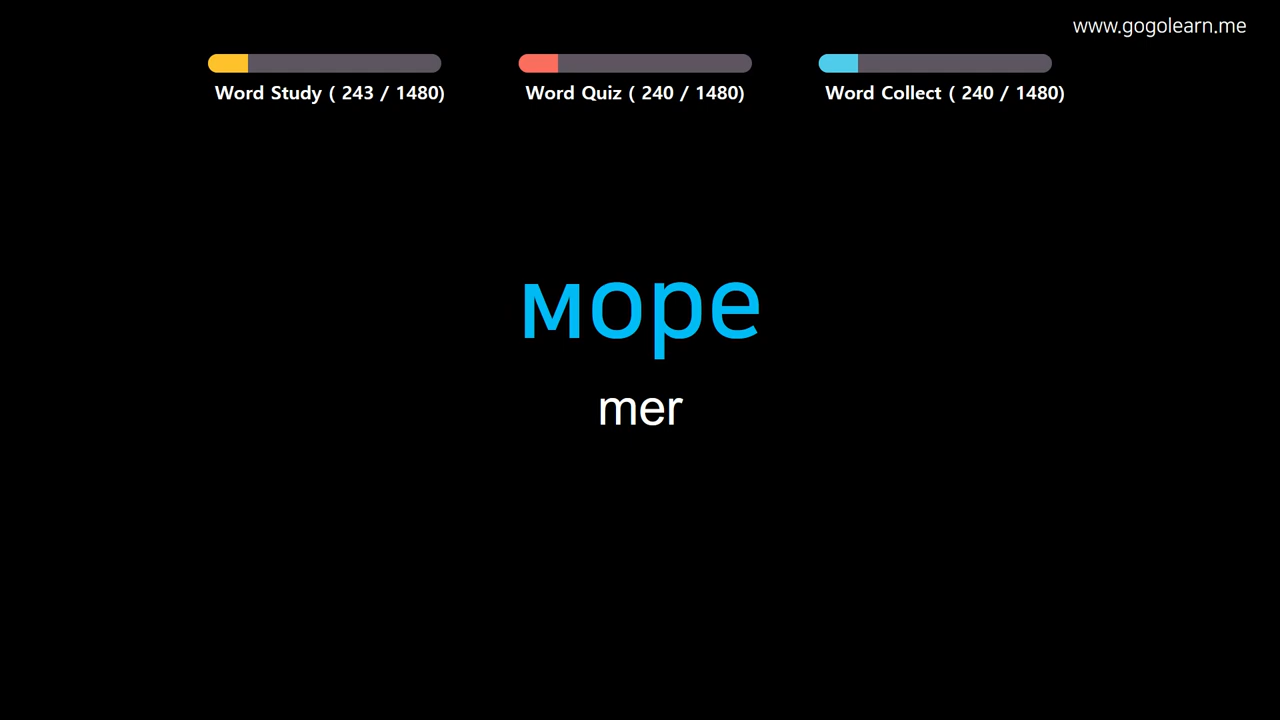 www.gogolearn.me
Word Study ( 243 / 1480)
Word Quiz ( 240 / 1480)
Word Collect ( 240 / 1480)
море
mer